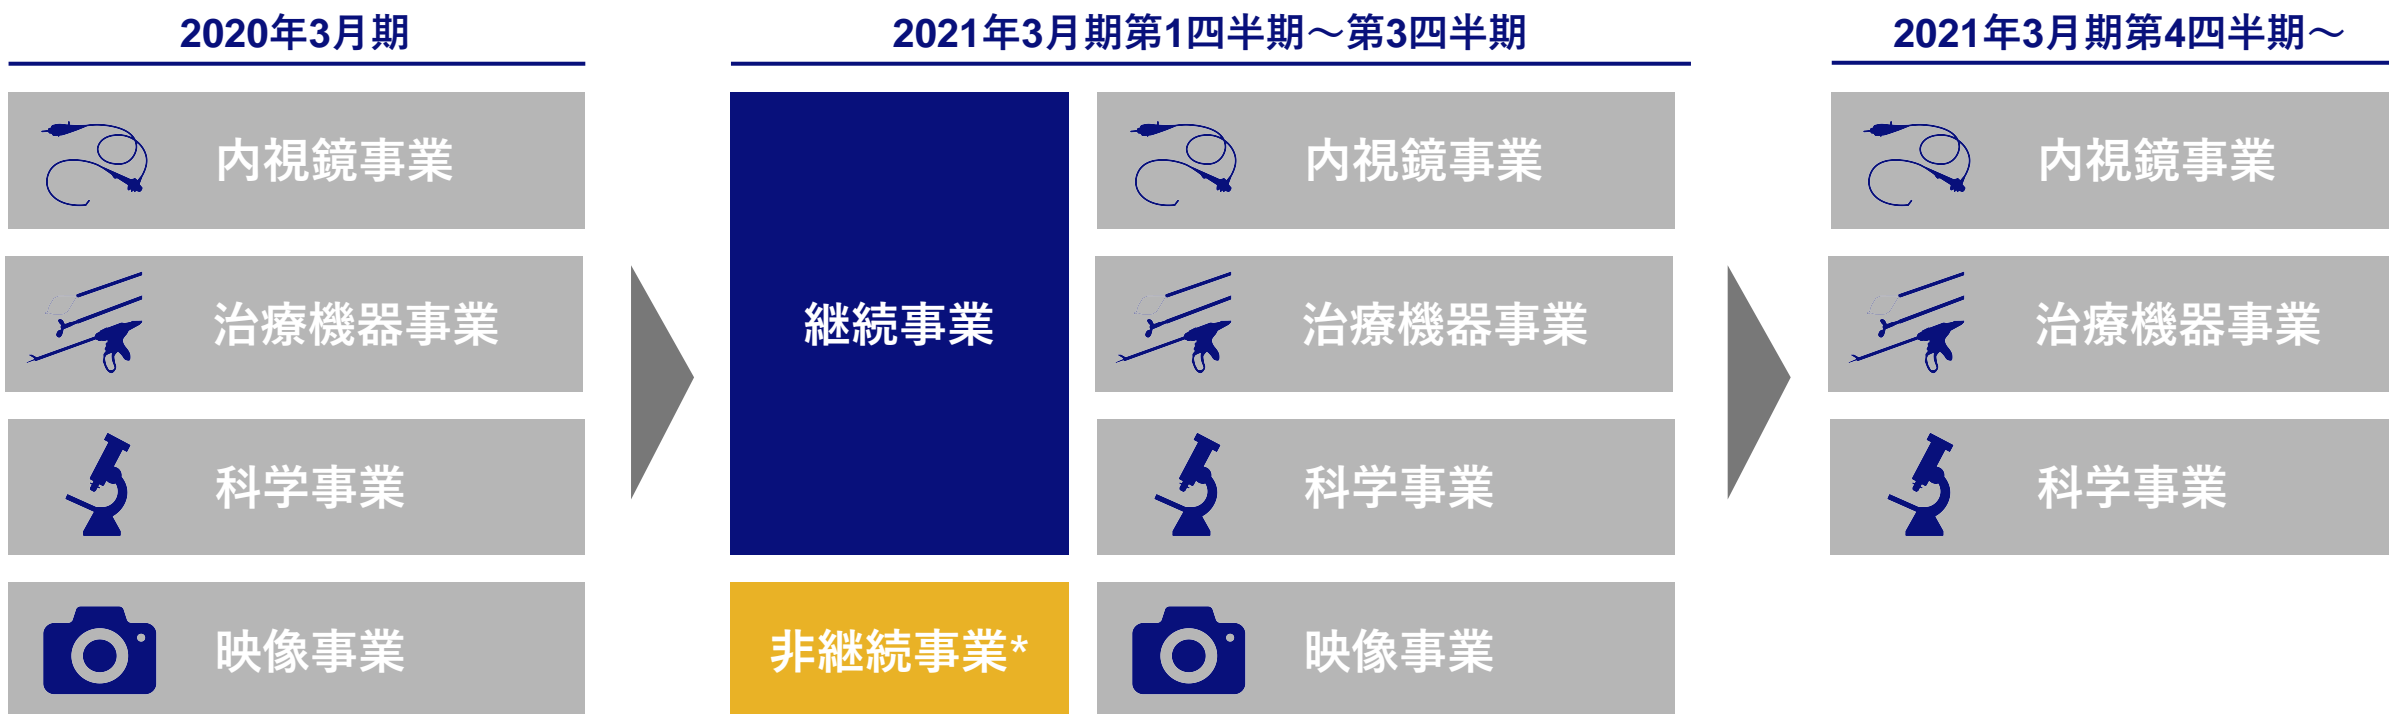 2020年3月期
内視鏡事業
治療機器事業
科学事業
映像事業
2021年3月期第1四半期～第3四半期
継続事業
非継続事業*
内視鏡事業
治療機器事業
科学事業
映像事業
2021年3月期第4四半期～
内視鏡事業
治療機器事業
科学事業